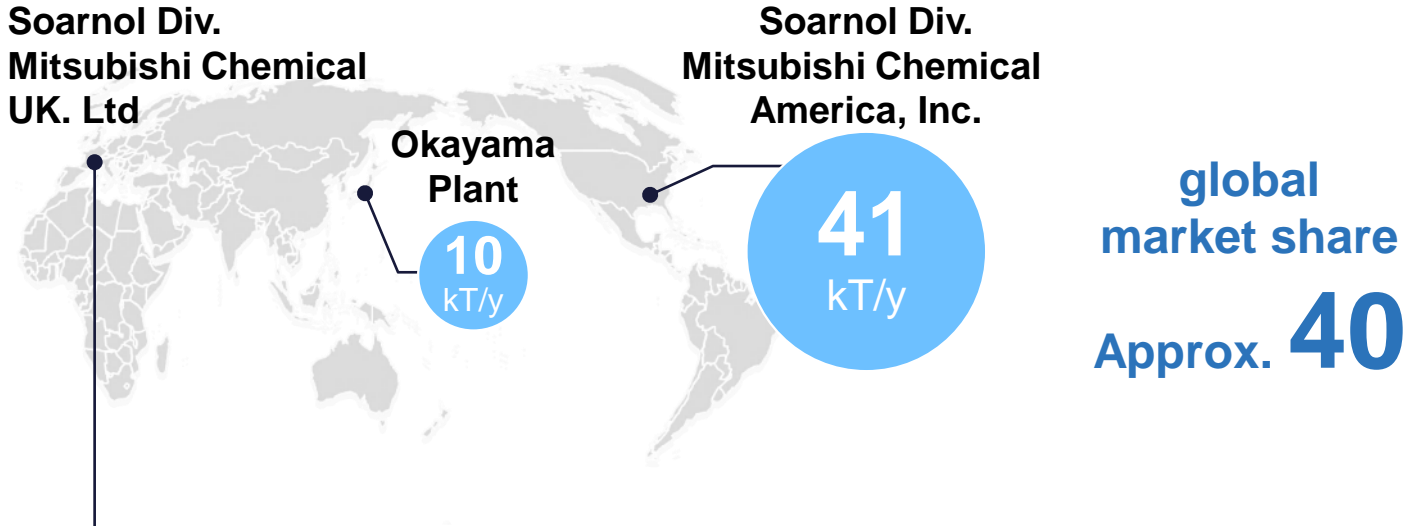 Soarnol Div.
Mitsubishi Chemical
UK. Ltd
Okayama
Plant
10
kT/y
Soarnol Div.
Mitsubishi Chemical
America, Inc.
41
kT/y
global
market share
Approx. 40